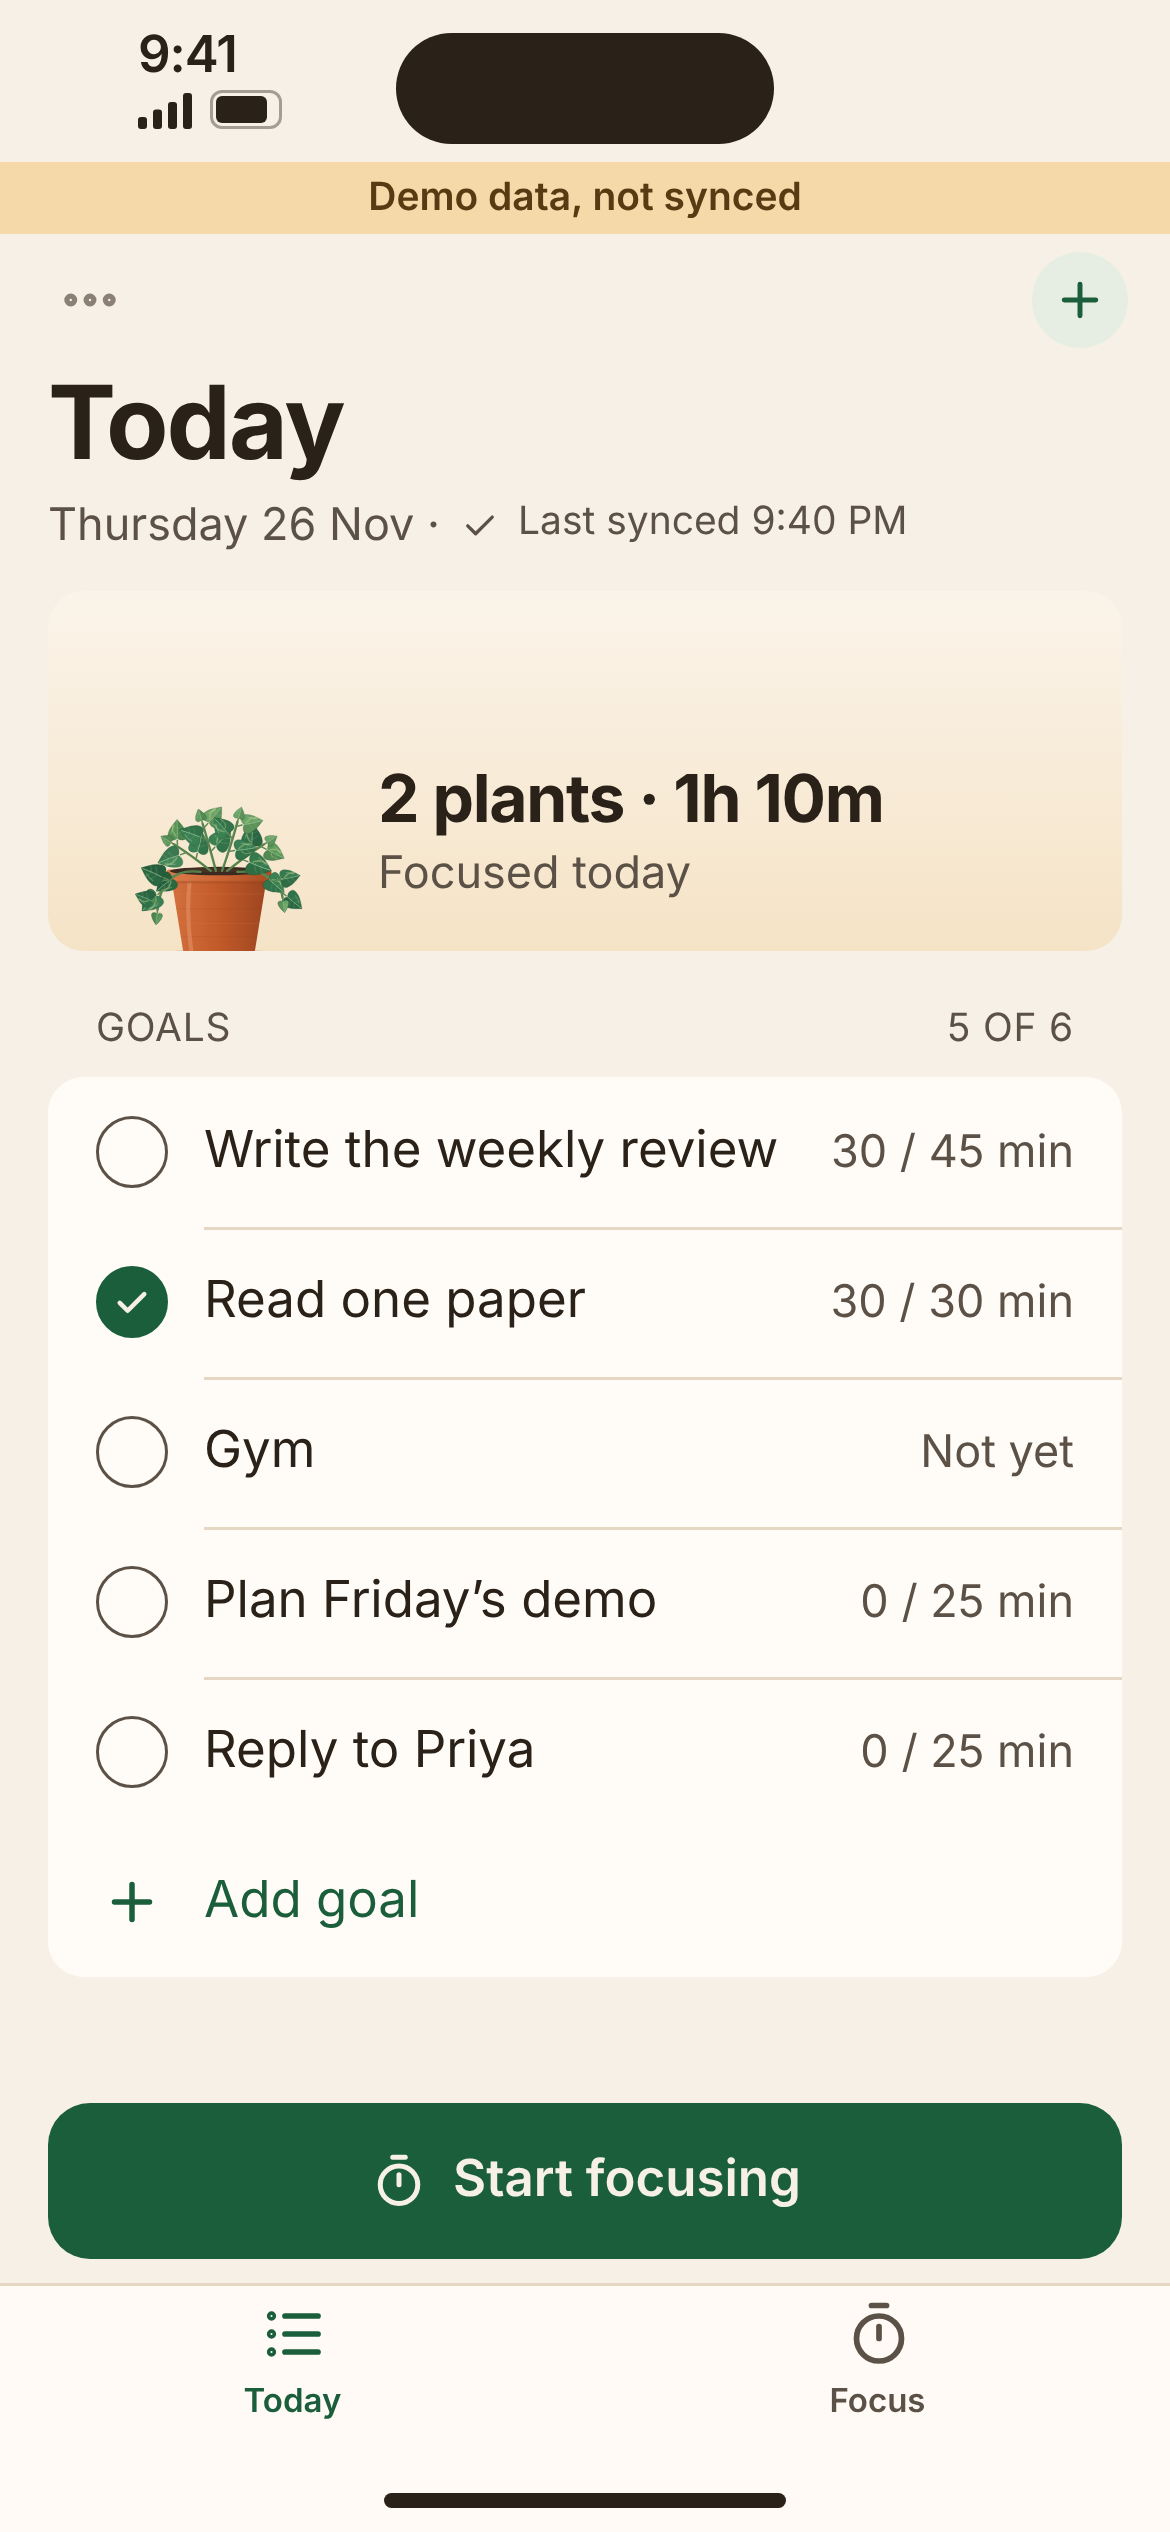 9:41
Demo data, not synced
Today
Thursday 26 Nov · Last synced 9:40 PM
2 plants · 1h 10m
Focused today
GOALS 5 OF 6
Write the weekly review 30 / 45 min
Read one paper 30 / 30 min
Gym Not yet
Plan Friday’s demo 0 / 25 min
Reply to Priya 0 / 25 min
Add goal
Start focusing
Today Focus